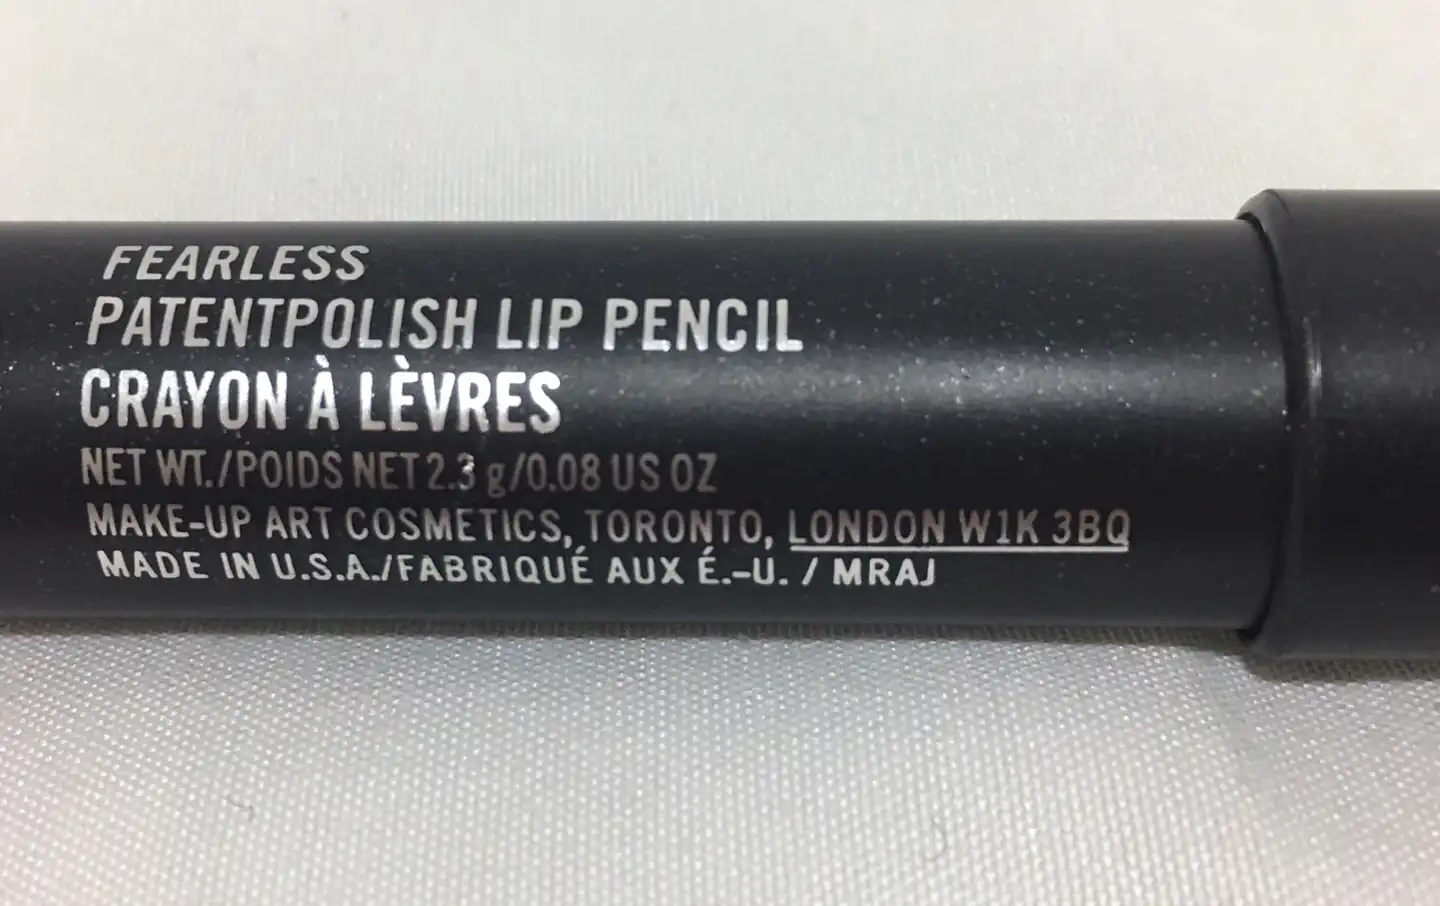 FEARLESS
PATENTPOLISH LIP PENCIL
CRAYON À LÈVRES
NET WT./POIDS NET 2.3 g/0.08 US OZ
MAKE-UP ART COSMETICS, TORONTO, LONDON W1K 3BQ
MADE IN U.S.A./FABRIQUÉ AUX É.-U. / MRAJ